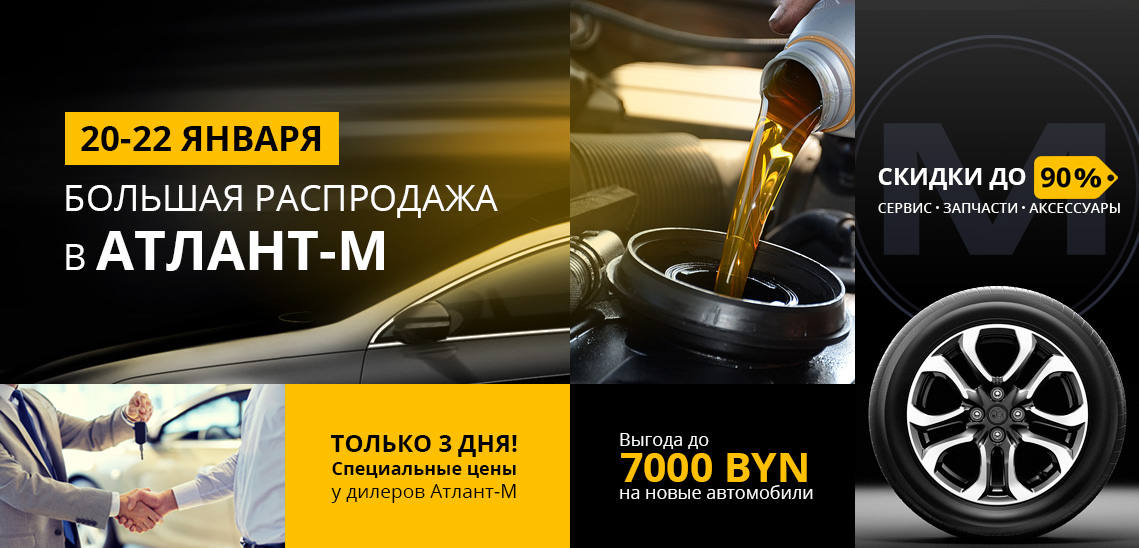 20-22 ЯНВАРЯ
БОЛЬШАЯ РАСПРОДАЖА
В АТЛАНТ-М
М
СКИДКИ ДО 90%
СЕРВИС · ЗАПЧАСТИ · АКСЕССУАРЫ
ТОЛЬКО 3 ДНЯ!
Специальные цены
у дилеров Атлант-М
Выгода до
7000 BYN
на новые автомобили